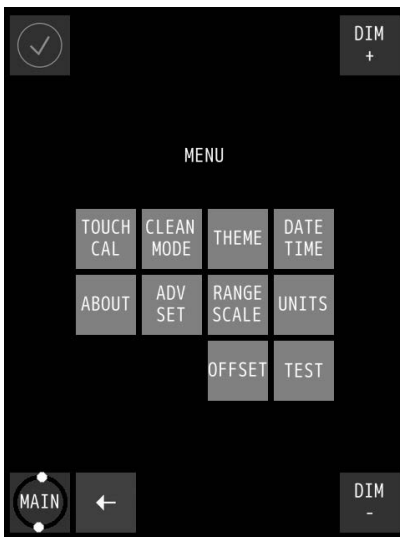 DIM
+
MENU
TOUCH
CAL
CLEAN
MODE
THEME
DATE
TIME
ABOUT
ADV
SET
RANGE
SCALE
UNITS
OFFSET
TEST
MAIN
←
DIM
-